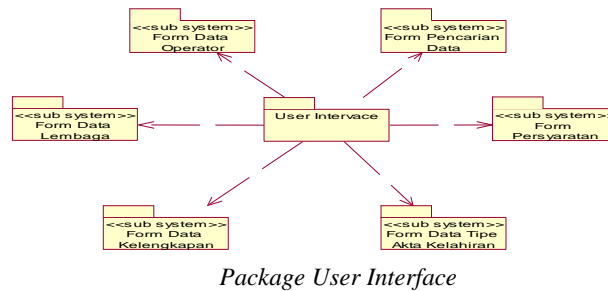 <<sub system>>
Form Data
Operator
<<sub system>>
Form Pencarian
Data
<<sub system>>
Form Data
Lembaga
User Intervace
<<sub system>>
Form
Persyaratan
<<sub system>>
Form Data
Kelengkapan
<<sub system>>
Form Data Tipe
Akta Kelahiran
Package User Interface